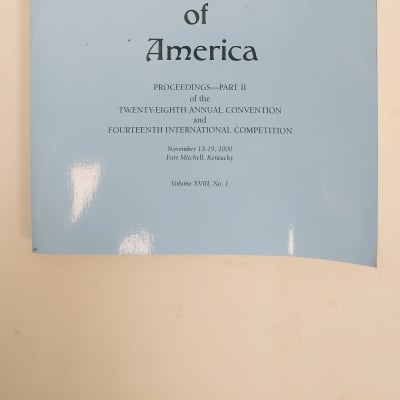 of
America
PROCEEDINGS—PART II
of the
TWENTY-EIGHTH ANNUAL CONVENTION
and
FOURTEENTH INTERNATIONAL COMPETITION
November 13-19, 2000
Fort Mitchell, Kentucky
Volume XVIII, No. 1